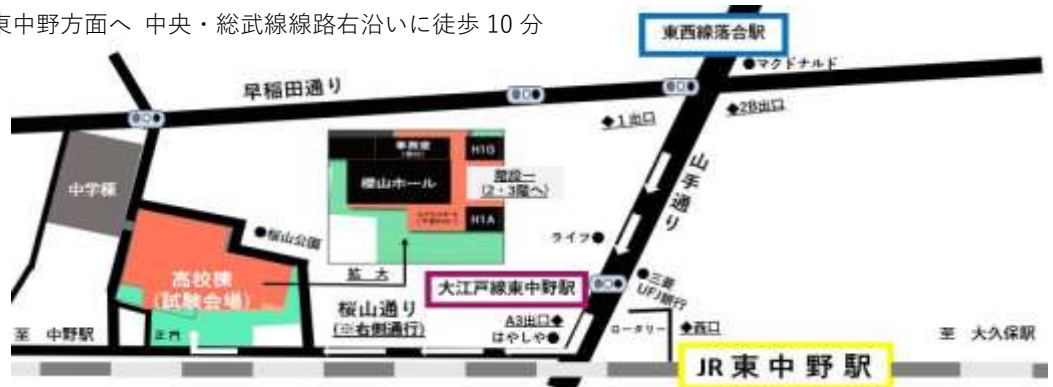 東中野方面へ 中央・総武線線路右沿いに徒歩 10 分
東西線落合駅
●マクドナルド
早稲田通り
◆1出口
◆2B出口
山手通り
中学棟
事務室
H1G
櫻山ホール
階段一
(2・3階へ)
H1A
●桜山公園
ライフ●
拡 大
高校棟
(試験会場)
大江戸線東中野駅
●三菱
UFJ銀行
桜山通り
(※右側通行)
A3出口◆
はやしや●
ロータリー
◆西口
至 中野駅
正門
至 大久保駅
JR 東 中 野 駅